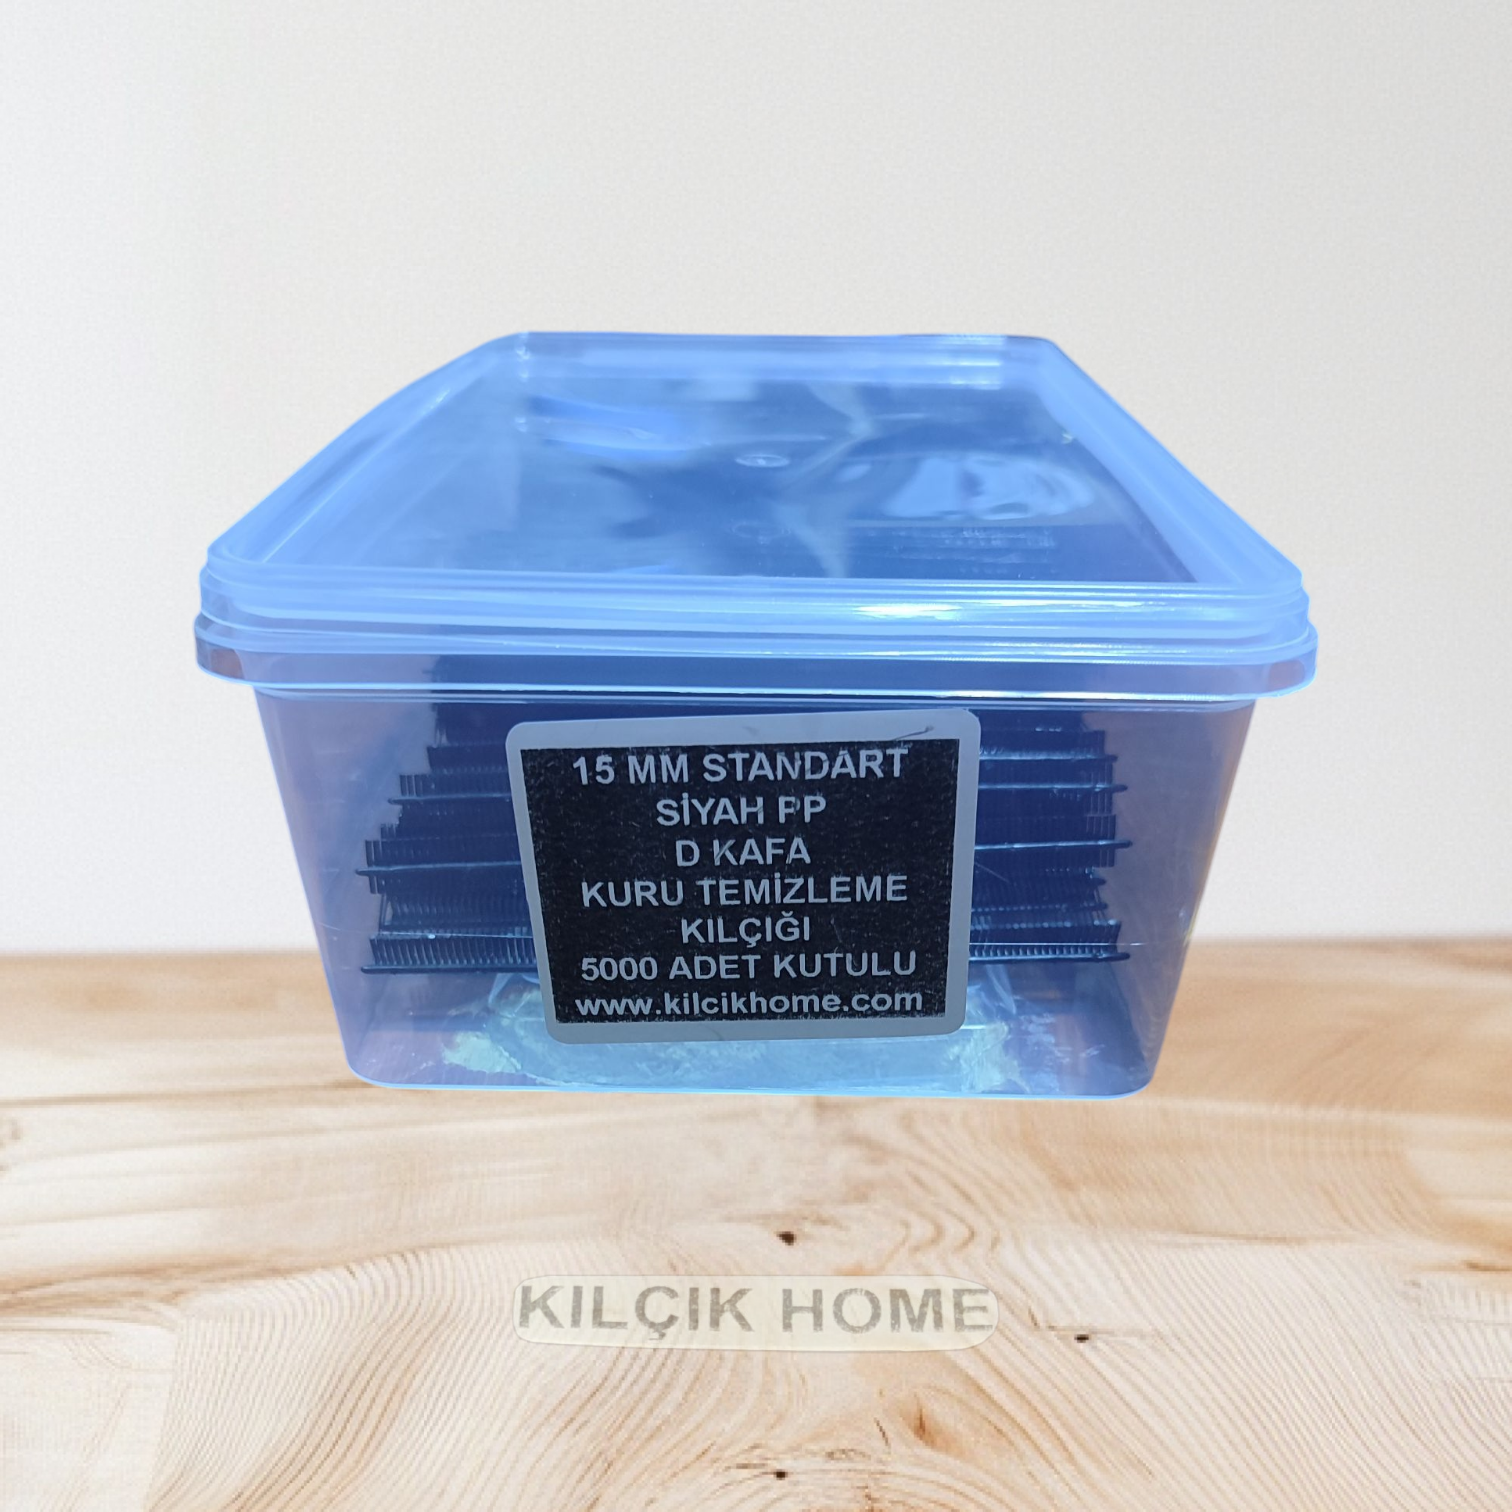 15 MM STANDART
SİYAH PP
D KAFA
KURU TEMİZLEME
KILÇIĞI
5000 ADET KUTULU
www.kilcikhome.com
KILÇIK HOME